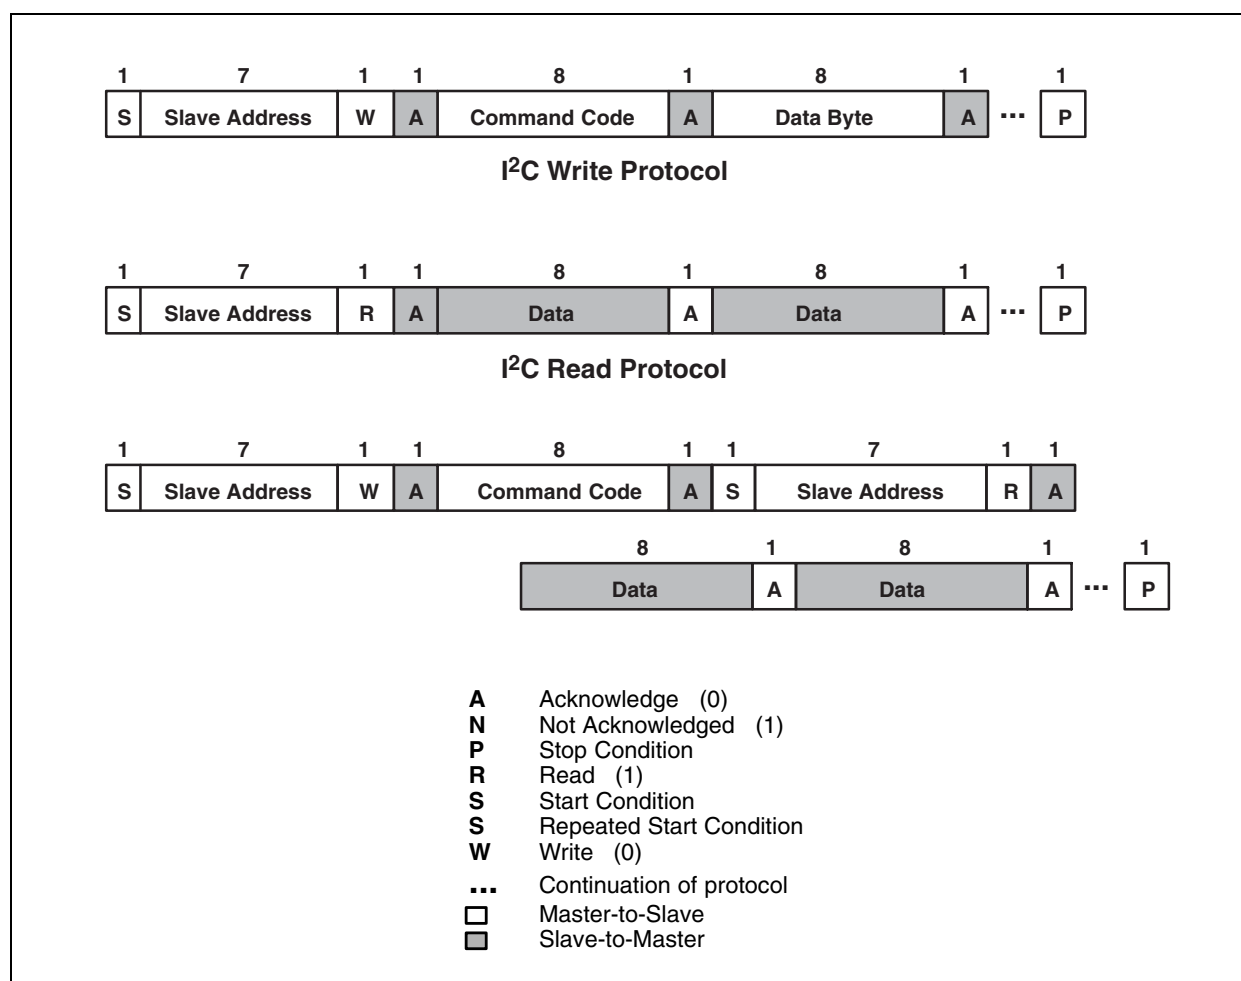 1 7 1 1 8 1 8 1 1
S Slave Address W A Command Code A Data Byte A ... P
I²C Write Protocol
1 7 1 1 8 1 8 1 1
S Slave Address R A Data A Data A ... P
I²C Read Protocol
1 7 1 1 8 1 1 7 1 1
S Slave Address W A Command Code A S Slave Address R A
8 1 8 1 1
Data A Data A ... P
A Acknowledge (0)
N Not Acknowledged (1)
P Stop Condition
R Read (1)
S Start Condition
S Repeated Start Condition
W Write (0)
... Continuation of protocol
Master-to-Slave
Slave-to-Master